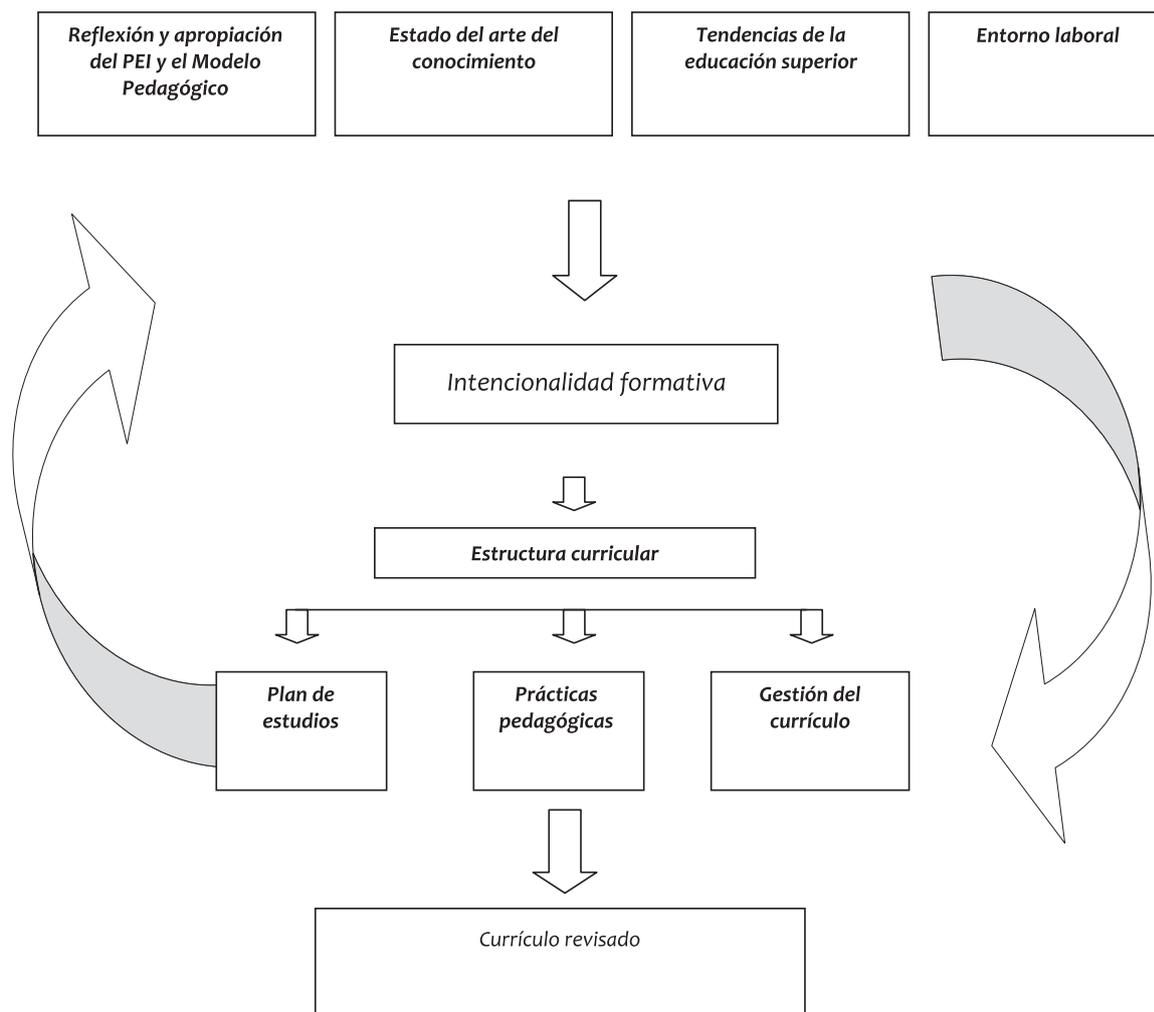 Reflexión y apropiación
del PEI y el Modelo
Pedagógico
Estado del arte del
conocimiento
Tendencias de la
educación superior
Entorno laboral
Intencionalidad formativa
Estructura curricular
Plan de
estudios
Prácticas
pedagógicas
Gestión del
currículo
Currículo revisado